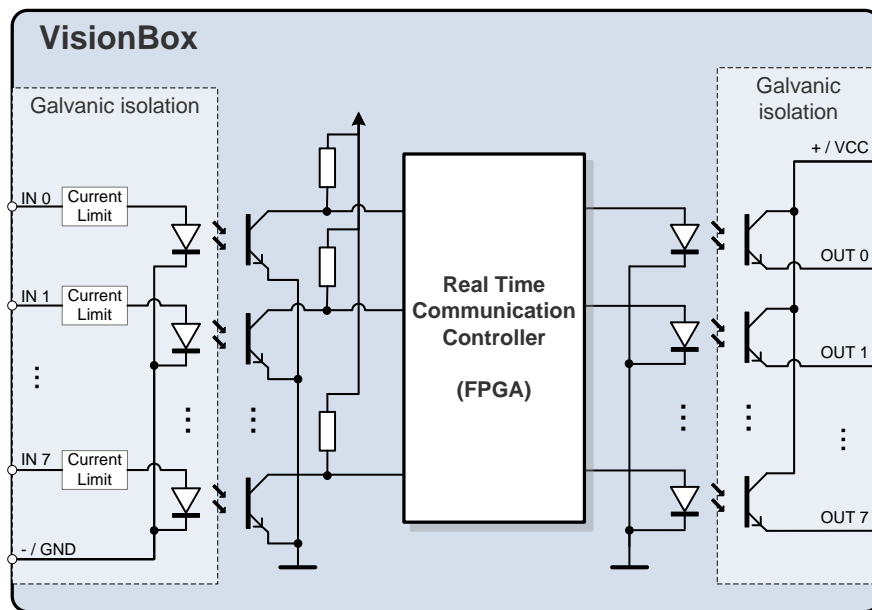 VisionBox
Galvanic isolation
Galvanic
isolation
+ / VCC
IN 0
Current
Limit
OUT 0
IN 1
Current
Limit
Real Time
Communication
Controller
(FPGA)
OUT 1
...
...
...
...
...
...
IN 7
Current
Limit
OUT 7
- / GND